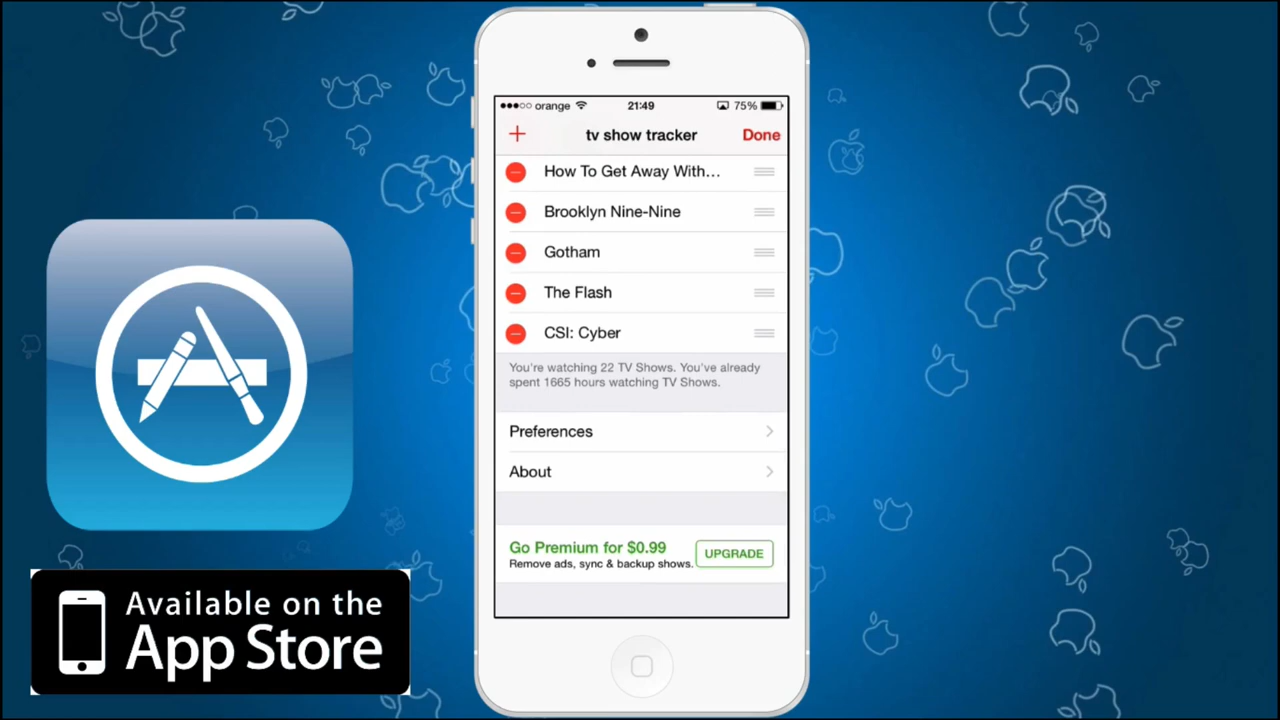 orange 21:49 75%
+ tv show tracker Done
How To Get Away With…
Brooklyn Nine-Nine
Gotham
The Flash
CSI: Cyber
You're watching 22 TV Shows. You've already
spent 1665 hours watching TV Shows.
Preferences
About
Go Premium for $0.99
Remove ads, sync & backup shows.
UPGRADE
Available on the
App Store